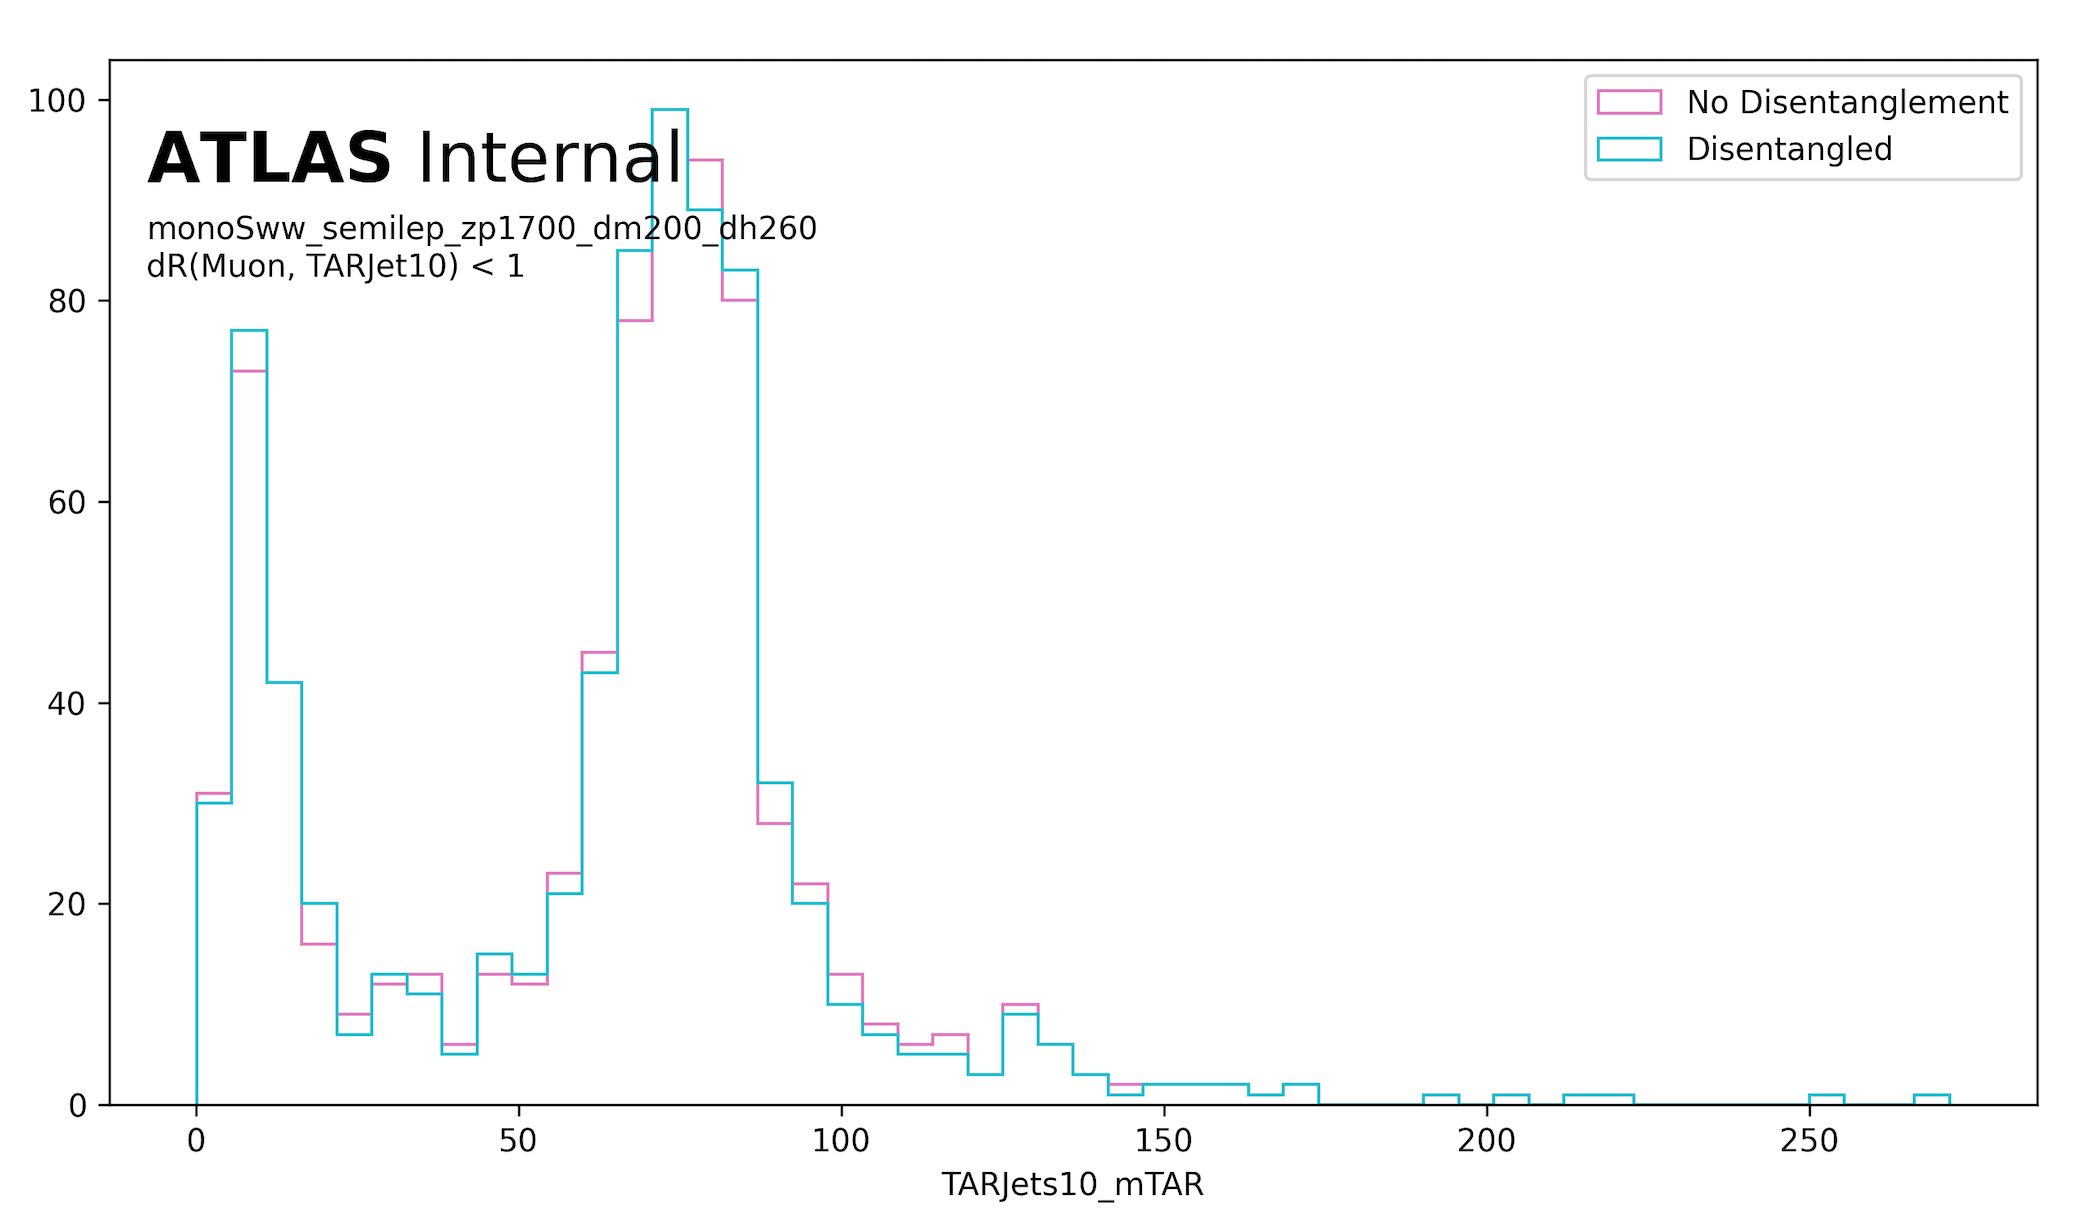 ATLAS Internal
monoSww_semilep_zp1700_dm200_dh260
dR(Muon, TARJet10) < 1
No Disentanglement
Disentangled
100
80
60
40
20
0
0 50 100 150 200 250
TARJets10_mTAR